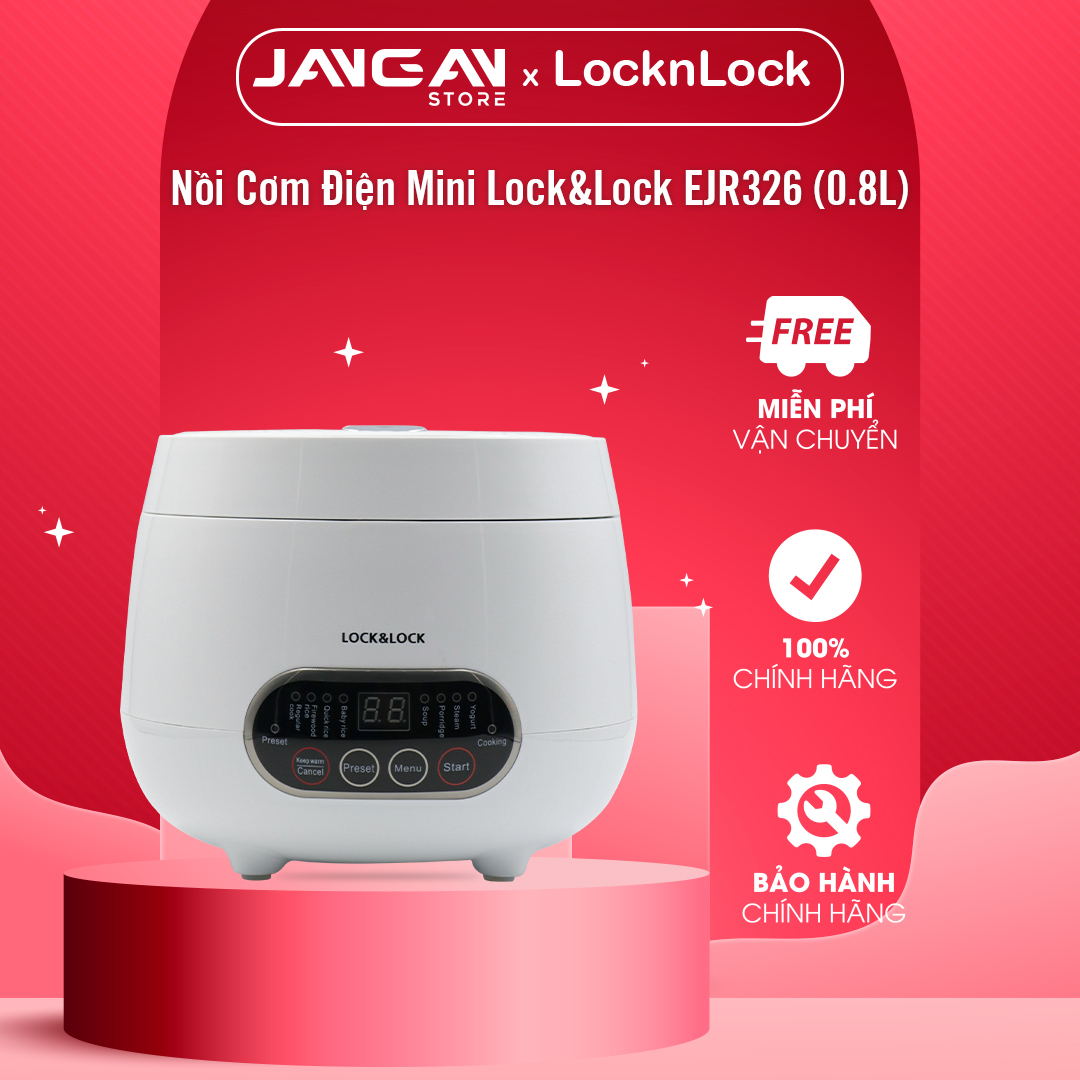 JANGAN STORE x LocknLock
Nồi Cơm Điện Mini Lock&Lock EJR326 (0.8L)
FREE
MIỄN PHÍ
VẬN CHUYỂN
100%
CHÍNH HÃNG
BẢO HÀNH
CHÍNH HÃNG
LOCK&LOCK
Regular cook
Firewood rice
Quick rice
Baby rice
8.8.
Soup
Porridge
Steam
Yogurt
Preset
Cooking
Keep warm
Cancel
Preset
Menu
Start